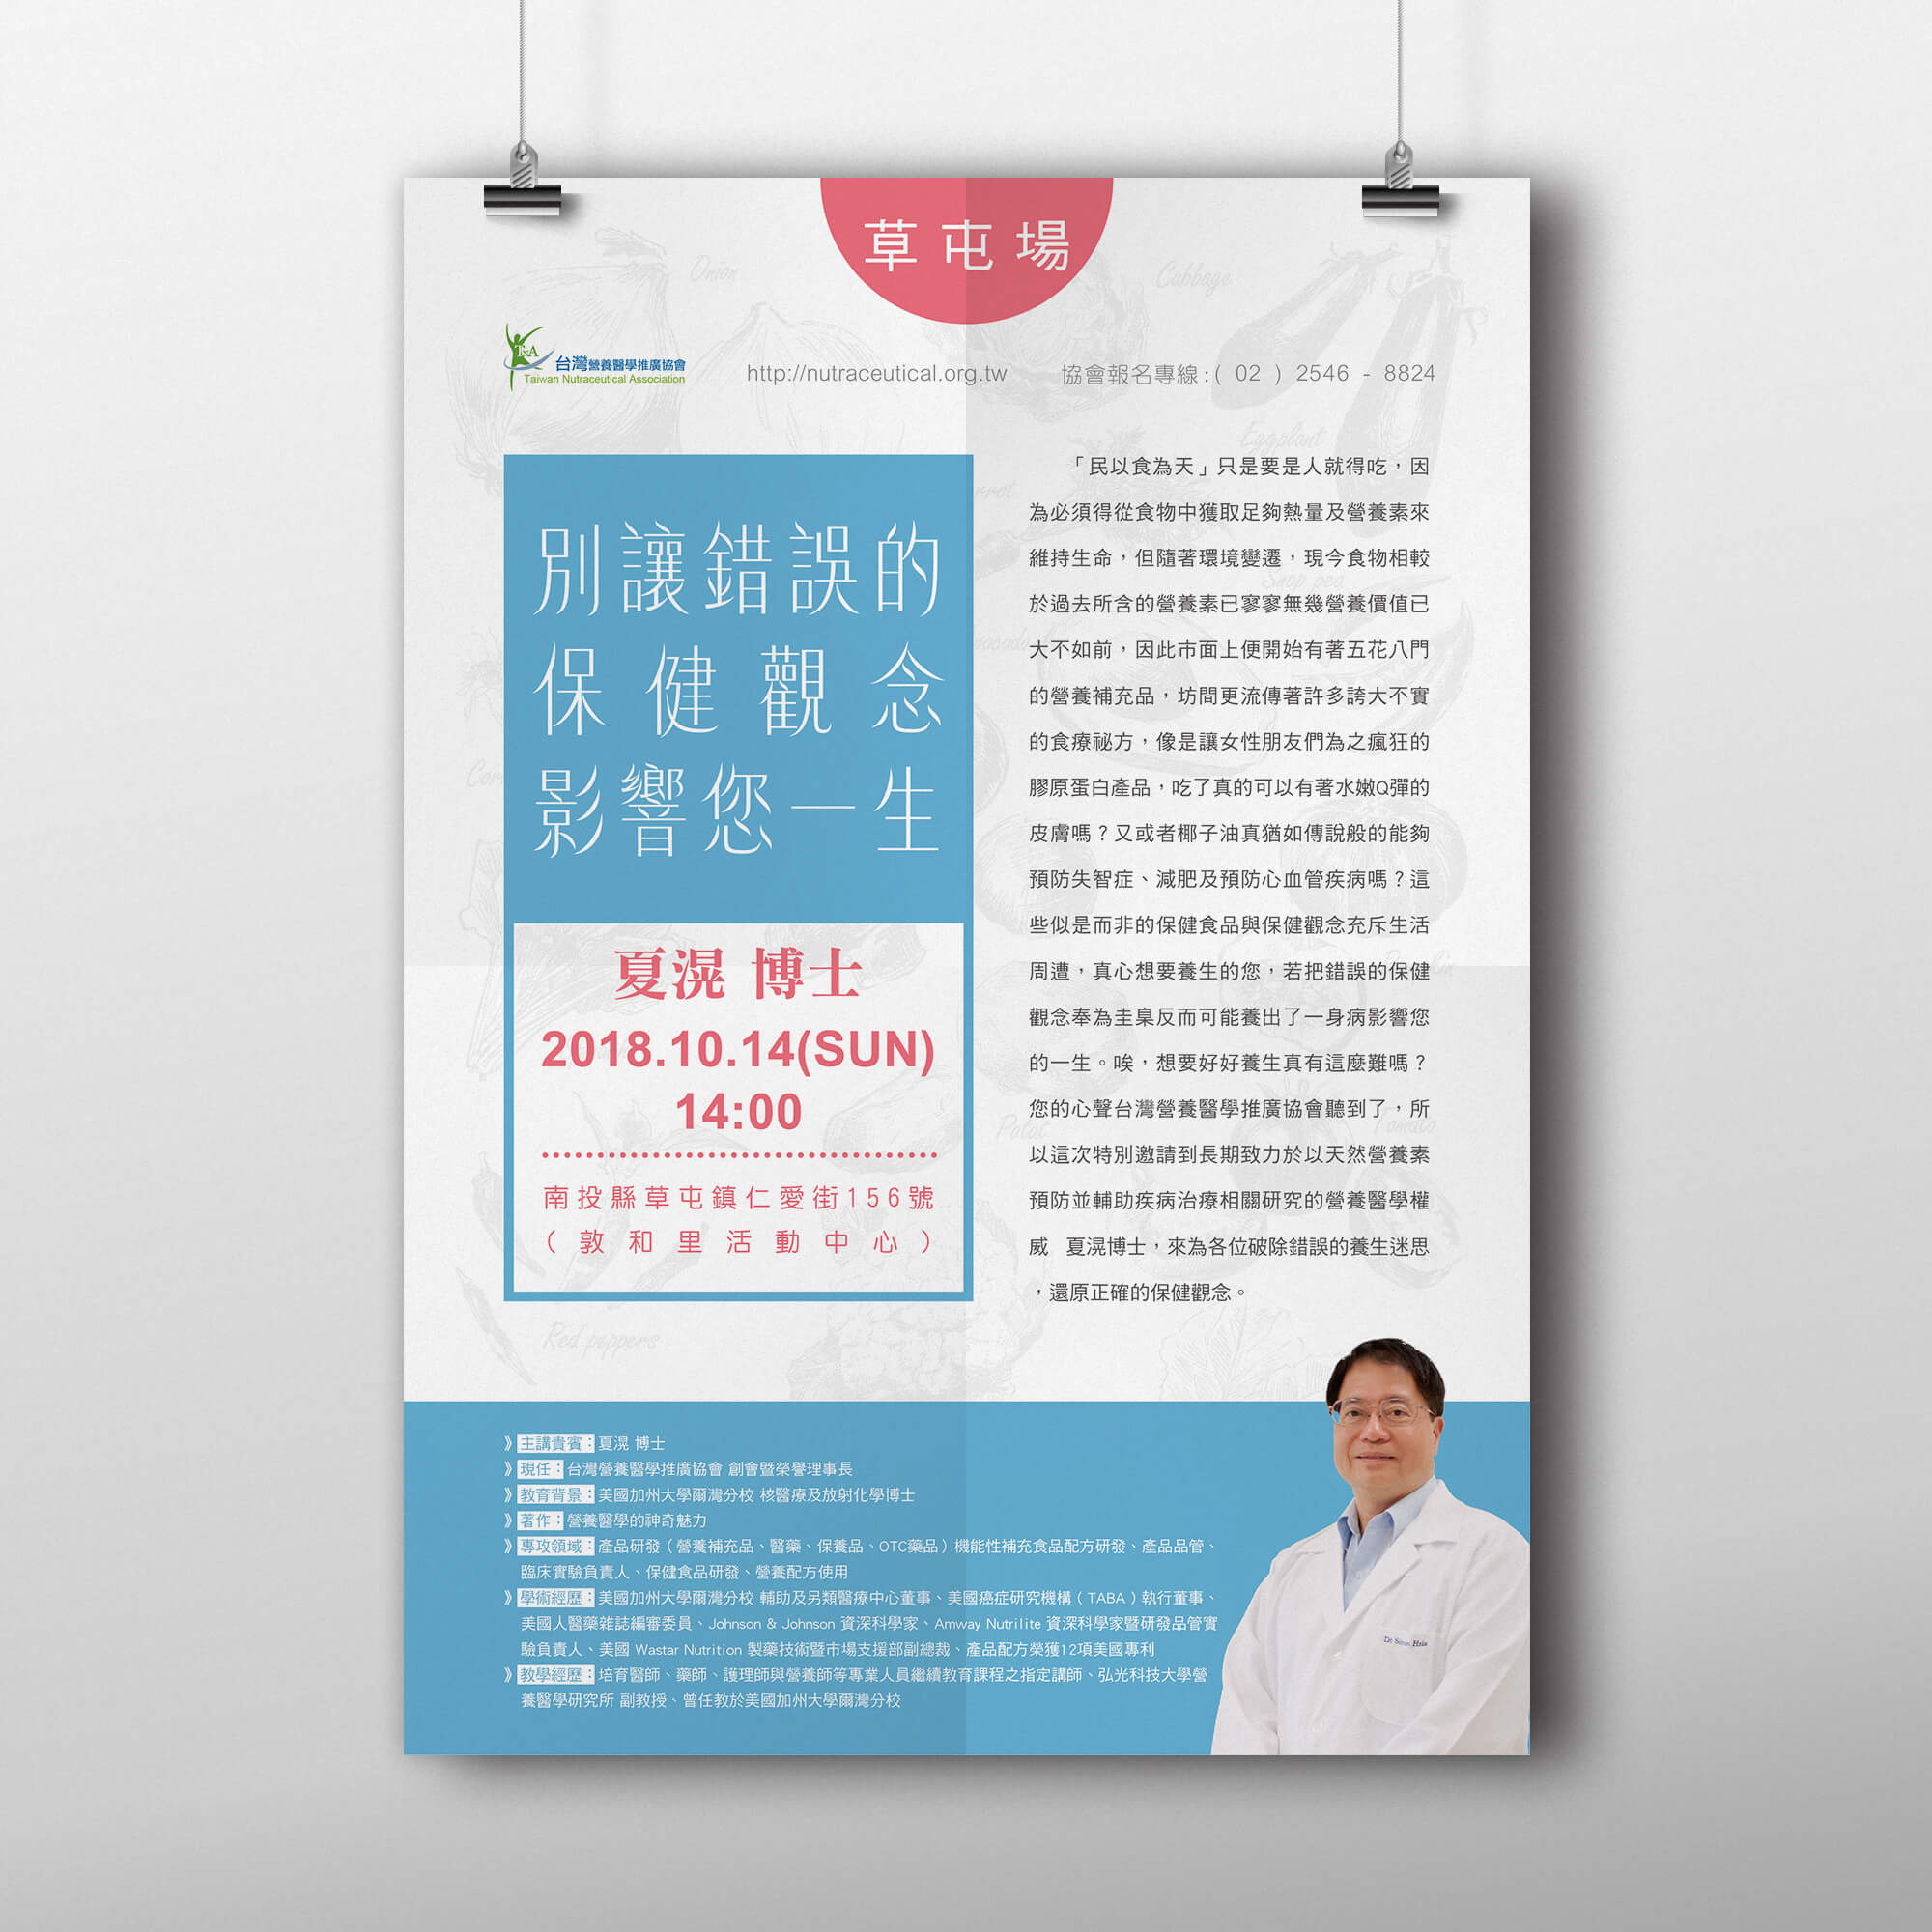 草屯場
Onion
Cabbage
TNA
台灣營養醫學推廣協會
Taiwan Nutraceutical Association
http://nutraceutical.org.tw
協會報名專線:( 02 ) 2546 - 8824
Eggplant
別讓錯誤的
保健觀念
影響您一生
夏滉 博士
2018.10.14(SUN)
14:00
南投縣草屯鎮仁愛街156號
(敦和里活動中心)
Red peppers
「民以食為天」只是要是人就得吃,因
為必須得從食物中獲取足夠熱量及營養素來
維持生命,但隨著環境變遷,現今食物相較
於過去所含的營養素已寥寥無幾營養價值已
大不如前,因此市面上便開始有著五花八門
的營養補充品,坊間更流傳著許多誇大不實
的食療祕方,像是讓女性朋友們為之瘋狂的
膠原蛋白產品,吃了真的可以有著水嫩Q彈的
皮膚嗎?又或者椰子油真猶如傳說般的能夠
預防失智症、減肥及預防心血管疾病嗎?這
些似是而非的保健食品與保健觀念充斥生活
周遭,真心想要養生的您,若把錯誤的保健
觀念奉為圭臬反而可能養出了一身病影響您
的一生。唉,想要好好養生真有這麼難嗎?
您的心聲台灣營養醫學推廣協會聽到了,所
以這次特別邀請到長期致力於以天然營養素
預防並輔助疾病治療相關研究的營養醫學權
威 夏滉博士,來為各位破除錯誤的養生迷思
,還原正確的保健觀念。
》主講貴賓:夏滉 博士
》現任:台灣營養醫學推廣協會 創會暨榮譽理事長
》教育背景:美國加州大學爾灣分校 核醫療及放射化學博士
》著作:營養醫學的神奇魅力
》專攻領域:產品研發(營養補充品、醫藥、保養品、OTC藥品)機能性補充食品配方研發、產品品管、
臨床實驗負責人、保健食品研發、營養配方使用
》學術經歷:美國加州大學爾灣分校 輔助及另類醫療中心董事、美國癌症研究機構(TABA)執行董事、
美國人醫藥雜誌編審委員、Johnson & Johnson 資深科學家、Amway Nutrilite 資深科學家暨研發品管實
驗負責人、美國 Wastar Nutrition 製藥技術暨市場支援部副總裁、產品配方榮獲12項美國專利
》教學經歷:培育醫師、藥師、護理師與營養師等專業人員繼續教育課程之指定講師、弘光科技大學營
養醫學研究所 副教授、曾任教於美國加州大學爾灣分校